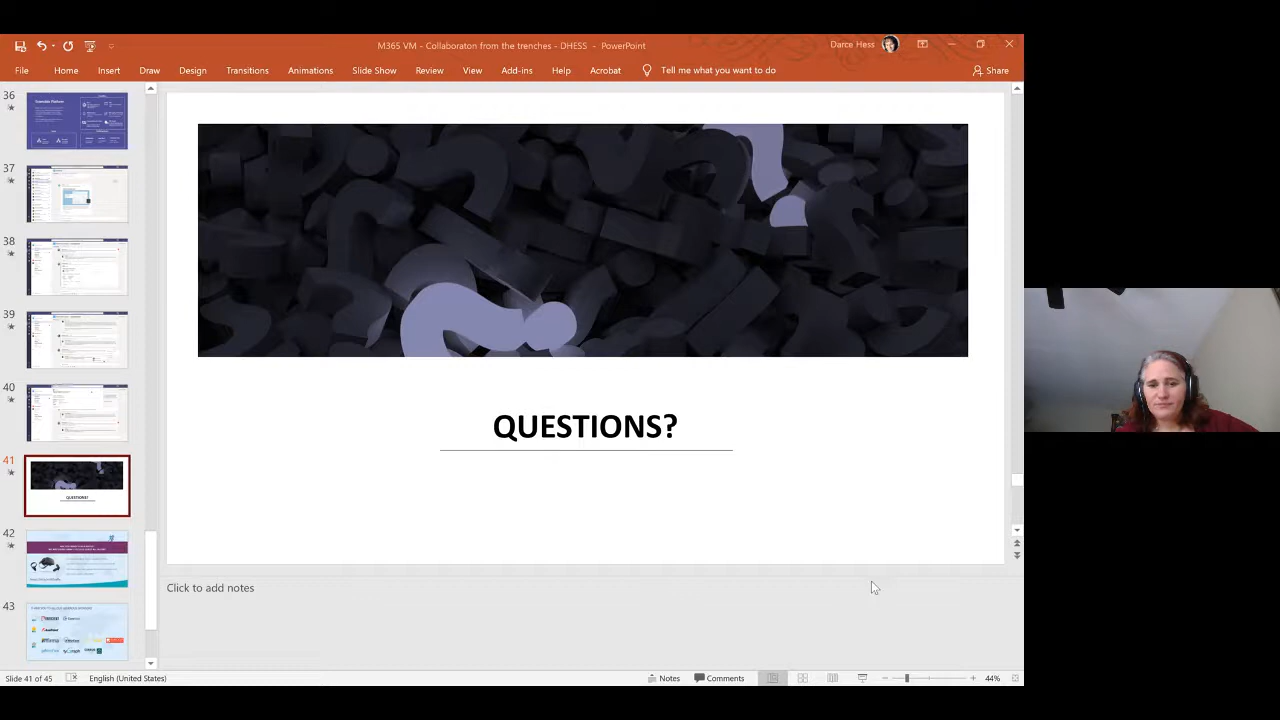 M365 VM - Collaboraton from the trenches - DHESS - PowerPoint
Darce Hess
File Home Insert Draw Design Transitions Animations Slide Show Review View Add-ins Help Acrobat Tell me what you want to do Share
36
37
38
39
40
41
42
43
QUESTIONS?
QUESTIONS?
Click to add notes
Slide 41 of 45 English (United States) Notes Comments 44%